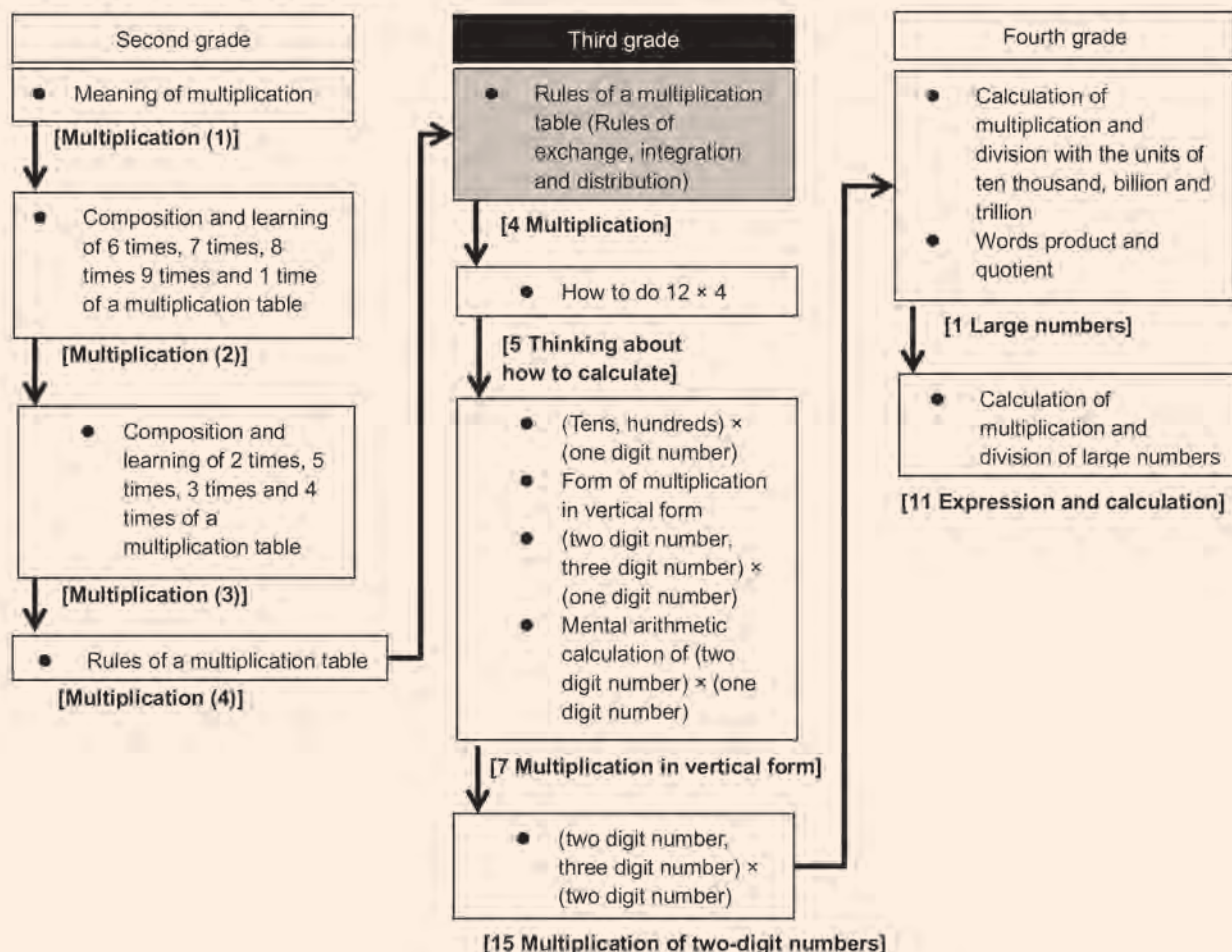 Second grade
● Meaning of multiplication
[Multiplication (1)]
● Composition and learning
of 6 times, 7 times, 8
times 9 times and 1 time
of a multiplication table
[Multiplication (2)]
● Composition and
learning of 2 times, 5
times, 3 times and 4
times of a
multiplication table
[Multiplication (3)]
● Rules of a multiplication table
[Multiplication (4)]
Third grade
● Rules of a multiplication
table (Rules of
exchange, integration
and distribution)
[4 Multiplication]
● How to do 12 × 4
[5 Thinking about
how to calculate]
● (Tens, hundreds) ×
(one digit number)
● Form of multiplication
in vertical form
● (two digit number,
three digit number) ×
(one digit number)
● Mental arithmetic
calculation of (two
digit number) × (one
digit number)
[7 Multiplication in vertical form]
● (two digit number,
three digit number) ×
(two digit number)
[15 Multiplication of two-digit numbers]
Fourth grade
● Calculation of
multiplication and
division with the units of
ten thousand, billion and
trillion
● Words product and
quotient
[1 Large numbers]
● Calculation of
multiplication and
division of large numbers
[11 Expression and calculation]